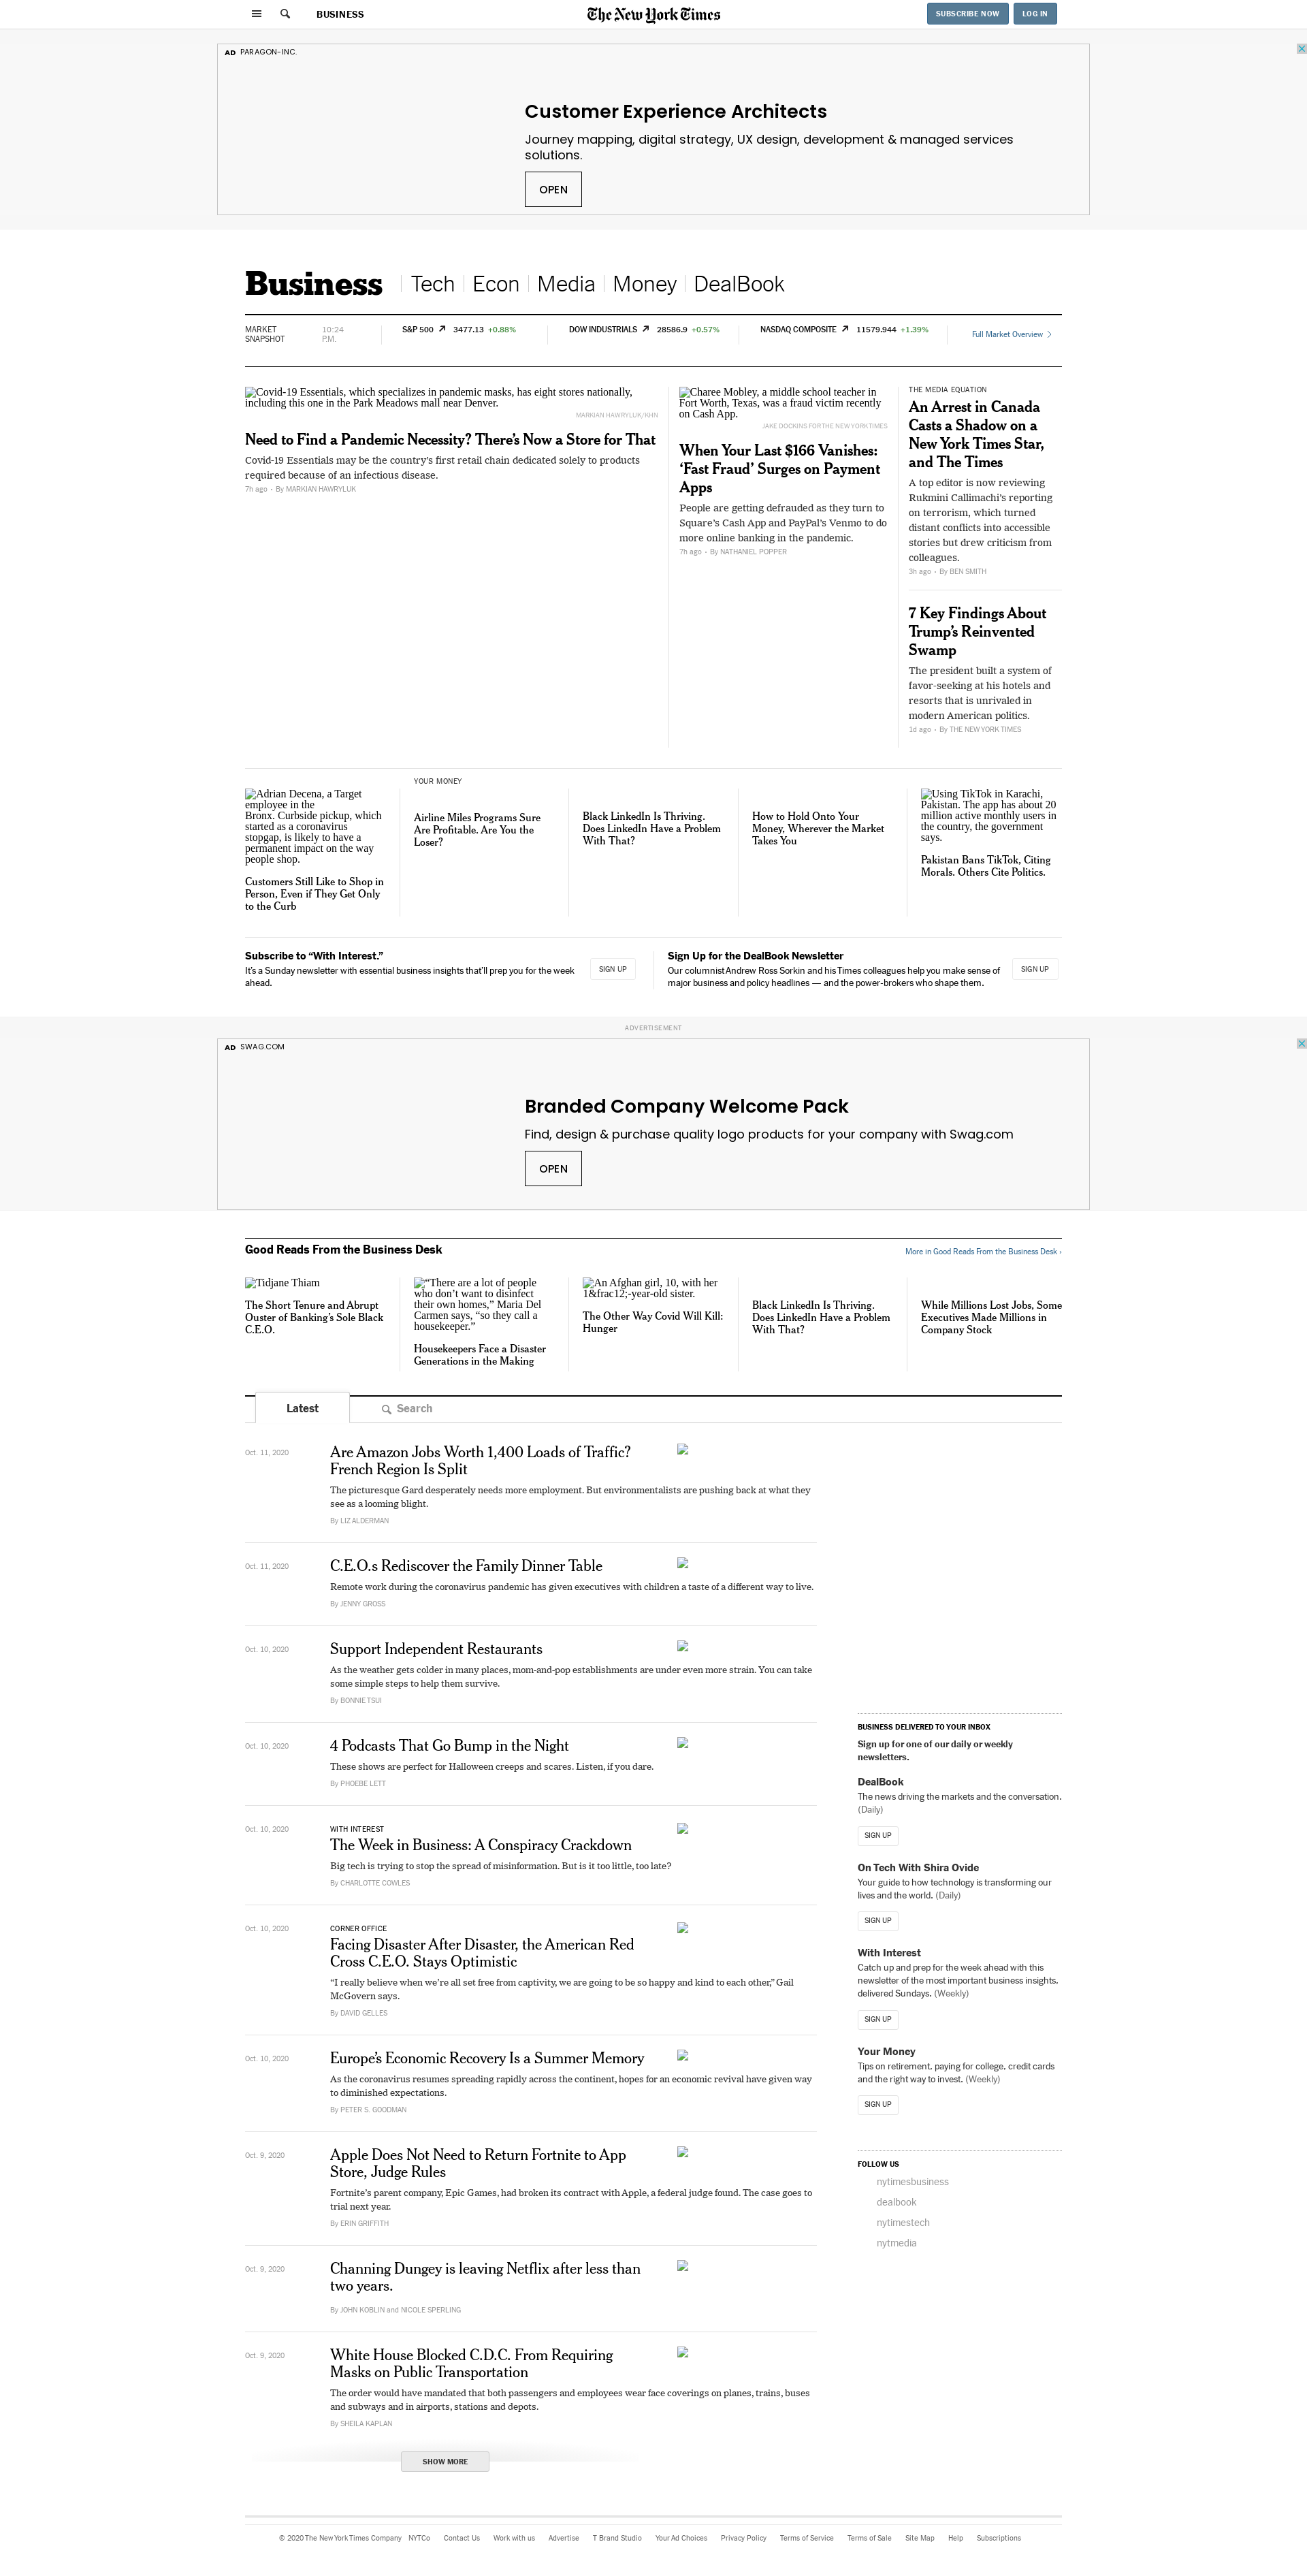 BUSINESS
The New York Times
SUBSCRIBE NOW
LOG IN
AD PARAGON-INC.
Customer Experience Architects
Journey mapping, digital strategy, UX design, development & managed services
solutions.
OPEN
Business
Tech
Econ
Media
Money
DealBook
MARKET
SNAPSHOT
10:24
P.M.
S&P 500 3477.13 +0.88%
DOW INDUSTRIALS 28586.9 +0.57%
NASDAQ COMPOSITE 11579.944 +1.39%
Full Market Overview
Covid-19 Essentials, which specializes in pandemic masks, has eight stores nationally,
including this one in the Park Meadows mall near Denver.
MARKIAN HAWRYLUK/KHN
Need to Find a Pandemic Necessity? There's Now a Store for That
Covid-19 Essentials may be the country's first retail chain dedicated solely to products
required because of an infectious disease.
7h ago • By MARKIAN HAWRYLUK
Charee Mobley, a middle school teacher in
Fort Worth, Texas, was a fraud victim recently
on Cash App.
JAKE DOCKINS FOR THE NEW YORK TIMES
When Your Last $166 Vanishes:
‘Fast Fraud’ Surges on Payment
Apps
People are getting defrauded as they turn to
Square's Cash App and PayPal's Venmo to do
more online banking in the pandemic.
7h ago • By NATHANIEL POPPER
THE MEDIA EQUATION
An Arrest in Canada
Casts a Shadow on a
New York Times Star,
and The Times
A top editor is now reviewing
Rukmini Callimachi's reporting
on terrorism, which turned
distant conflicts into accessible
stories but drew criticism from
colleagues.
3h ago • By BEN SMITH
7 Key Findings About
Trump's Reinvented
Swamp
The president built a system of
favor-seeking at his hotels and
resorts that is unrivaled in
modern American politics.
1d ago • By THE NEW YORK TIMES
Adrian Decena, a Target
employee in the
Bronx. Curbside pickup, which
started as a coronavirus
stopgap, is likely to have a
permanent impact on the way
people shop.
Customers Still Like to Shop in
Person, Even if They Get Only
to the Curb
YOUR MONEY
Airline Miles Programs Sure
Are Profitable. Are You the
Loser?
Black LinkedIn Is Thriving.
Does LinkedIn Have a Problem
With That?
How to Hold Onto Your
Money, Wherever the Market
Takes You
Using TikTok in Karachi,
Pakistan. The app has about 20
million active monthly users in
the country, the government
says.
Pakistan Bans TikTok, Citing
Morals. Others Cite Politics.
Subscribe to “With Interest.”
It's a Sunday newsletter with essential business insights that'll prep you for the week
ahead.
SIGN UP
Sign Up for the DealBook Newsletter
Our columnist Andrew Ross Sorkin and his Times colleagues help you make sense of
major business and policy headlines — and the power-brokers who shape them.
SIGN UP
ADVERTISEMENT
AD SWAG.COM
Branded Company Welcome Pack
Find, design & purchase quality logo products for your company with Swag.com
OPEN
Good Reads From the Business Desk
More in Good Reads From the Business Desk ›
Tidjane Thiam
The Short Tenure and Abrupt
Ouster of Banking's Sole Black
C.E.O.
“There are a lot of people
who don't want to disinfect
their own homes,” Maria Del
Carmen says, “so they call a
housekeeper.”
Housekeepers Face a Disaster
Generations in the Making
An Afghan girl, 10, with her
1&frac12;-year-old sister.
The Other Way Covid Will Kill:
Hunger
Black LinkedIn Is Thriving.
Does LinkedIn Have a Problem
With That?
While Millions Lost Jobs, Some
Executives Made Millions in
Company Stock
Latest
Search
Oct. 11, 2020
Are Amazon Jobs Worth 1,400 Loads of Traffic?
French Region Is Split
The picturesque Gard desperately needs more employment. But environmentalists are pushing back at what they
see as a looming blight.
By LIZ ALDERMAN
Oct. 11, 2020
C.E.O.s Rediscover the Family Dinner Table
Remote work during the coronavirus pandemic has given executives with children a taste of a different way to live.
By JENNY GROSS
Oct. 10, 2020
Support Independent Restaurants
As the weather gets colder in many places, mom-and-pop establishments are under even more strain. You can take
some simple steps to help them survive.
By BONNIE TSUI
Oct. 10, 2020
4 Podcasts That Go Bump in the Night
These shows are perfect for Halloween creeps and scares. Listen, if you dare.
By PHOEBE LETT
Oct. 10, 2020
WITH INTEREST
The Week in Business: A Conspiracy Crackdown
Big tech is trying to stop the spread of misinformation. But is it too little, too late?
By CHARLOTTE COWLES
Oct. 10, 2020
CORNER OFFICE
Facing Disaster After Disaster, the American Red
Cross C.E.O. Stays Optimistic
“I really believe when we're all set free from captivity, we are going to be so happy and kind to each other,” Gail
McGovern says.
By DAVID GELLES
Oct. 10, 2020
Europe's Economic Recovery Is a Summer Memory
As the coronavirus resumes spreading rapidly across the continent, hopes for an economic revival have given way
to diminished expectations.
By PETER S. GOODMAN
Oct. 9, 2020
Apple Does Not Need to Return Fortnite to App
Store, Judge Rules
Fortnite's parent company, Epic Games, had broken its contract with Apple, a federal judge found. The case goes to
trial next year.
By ERIN GRIFFITH
Oct. 9, 2020
Channing Dungey is leaving Netflix after less than
two years.
By JOHN KOBLIN and NICOLE SPERLING
Oct. 9, 2020
White House Blocked C.D.C. From Requiring
Masks on Public Transportation
The order would have mandated that both passengers and employees wear face coverings on planes, trains, buses
and subways and in airports, stations and depots.
By SHEILA KAPLAN
SHOW MORE
BUSINESS DELIVERED TO YOUR INBOX
Sign up for one of our daily or weekly
newsletters.
DealBook
The news driving the markets and the conversation.
(Daily)
SIGN UP
On Tech With Shira Ovide
Your guide to how technology is transforming our
lives and the world. (Daily)
SIGN UP
With Interest
Catch up and prep for the week ahead with this
newsletter of the most important business insights,
delivered Sundays. (Weekly)
SIGN UP
Your Money
Tips on retirement, paying for college, credit cards
and the right way to invest. (Weekly)
SIGN UP
FOLLOW US
nytimesbusiness
dealbook
nytimestech
nytmedia
© 2020 The New York Times Company NYTCo Contact Us Work with us Advertise T Brand Studio Your Ad Choices Privacy Policy Terms of Service Terms of Sale Site Map Help Subscriptions